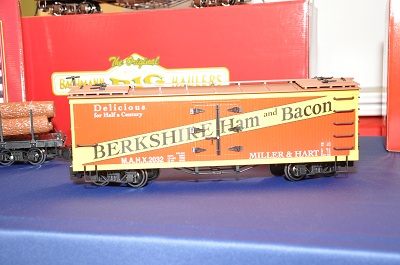 The Original
BACHMANN BIG HAULERS
Delicious
for Half a Century
BERKSHIRE Ham and Bacon
M.A.H.X. 2032
MILLER & HART